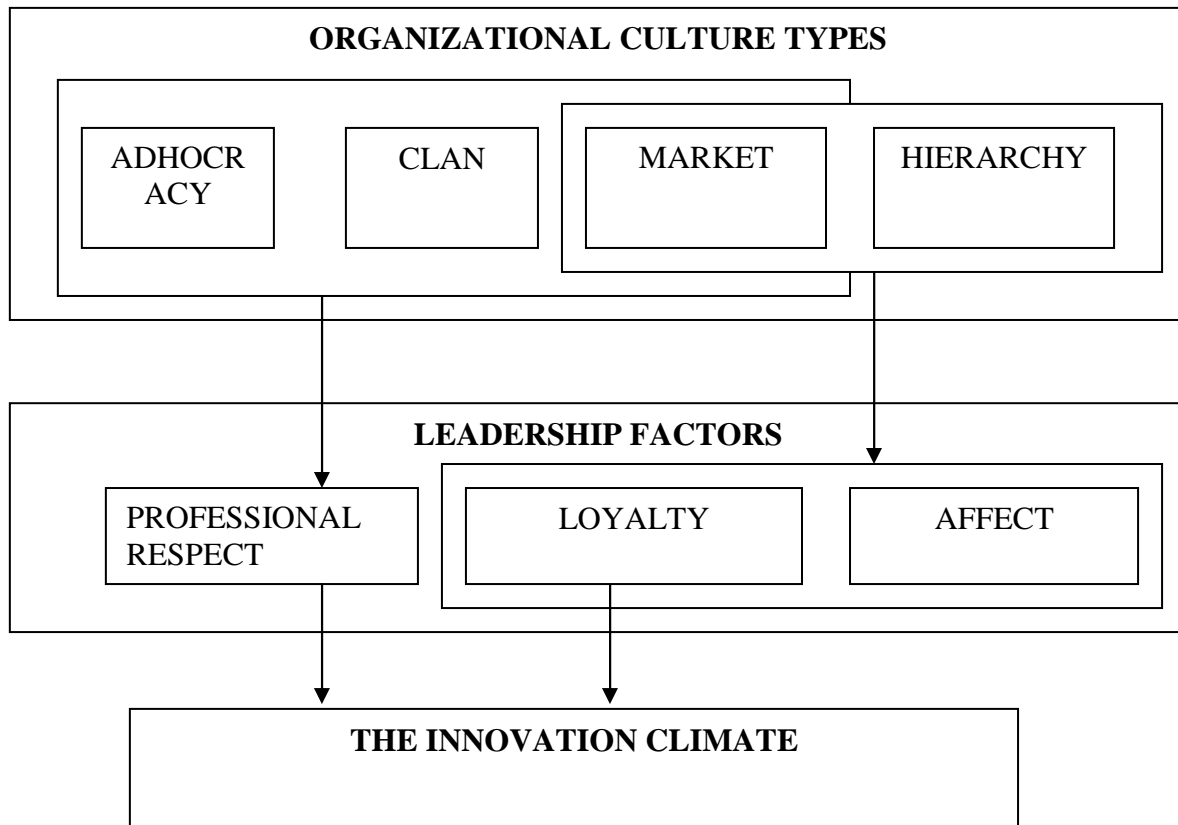 ORGANIZATIONAL CULTURE TYPES
ADHOCR
ACY
CLAN
MARKET
HIERARCHY
LEADERSHIP FACTORS
PROFESSIONAL
RESPECT
LOYALTY
AFFECT
THE INNOVATION CLIMATE